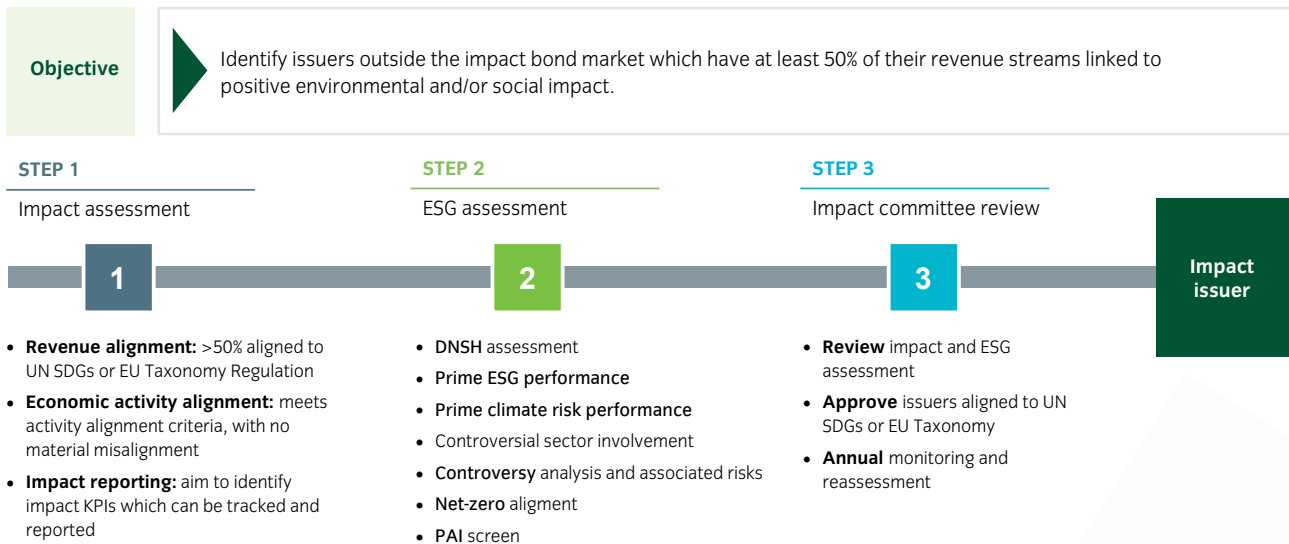 Objective
Identify issuers outside the impact bond market which have at least 50% of their revenue streams linked to
positive environmental and/or social impact.
STEP 1
Impact assessment
1
• Revenue alignment: >50% aligned to
UN SDGs or EU Taxonomy Regulation
• Economic activity alignment: meets
activity alignment criteria, with no
material misalignment
• Impact reporting: aim to identify
impact KPIs which can be tracked and
reported
STEP 2
ESG assessment
2
• DNSH assessment
• Prime ESG performance
• Prime climate risk performance
• Controversial sector involvement
• Controversy analysis and associated risks
• Net-zero aligment
• PAI screen
STEP 3
Impact committee review
3
• Review impact and ESG
assessment
• Approve issuers aligned to UN
SDGs or EU Taxonomy
• Annual monitoring and
reassessment
Impact
issuer